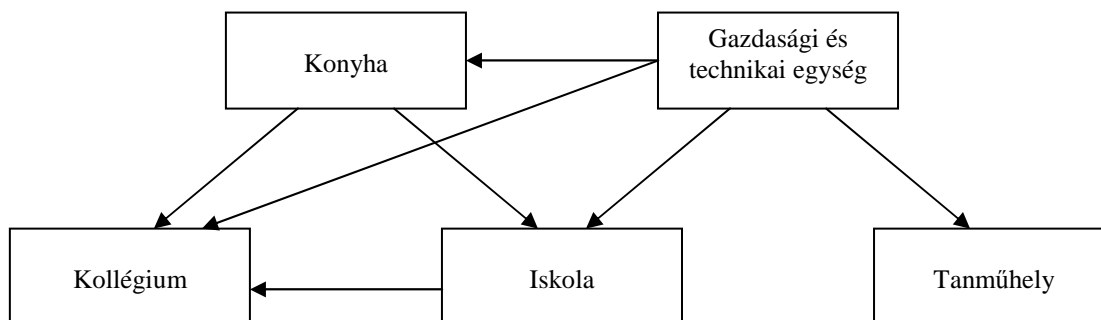 Konyha
Gazdasági és
technikai egység
Kollégium
Iskola
Tanműhely